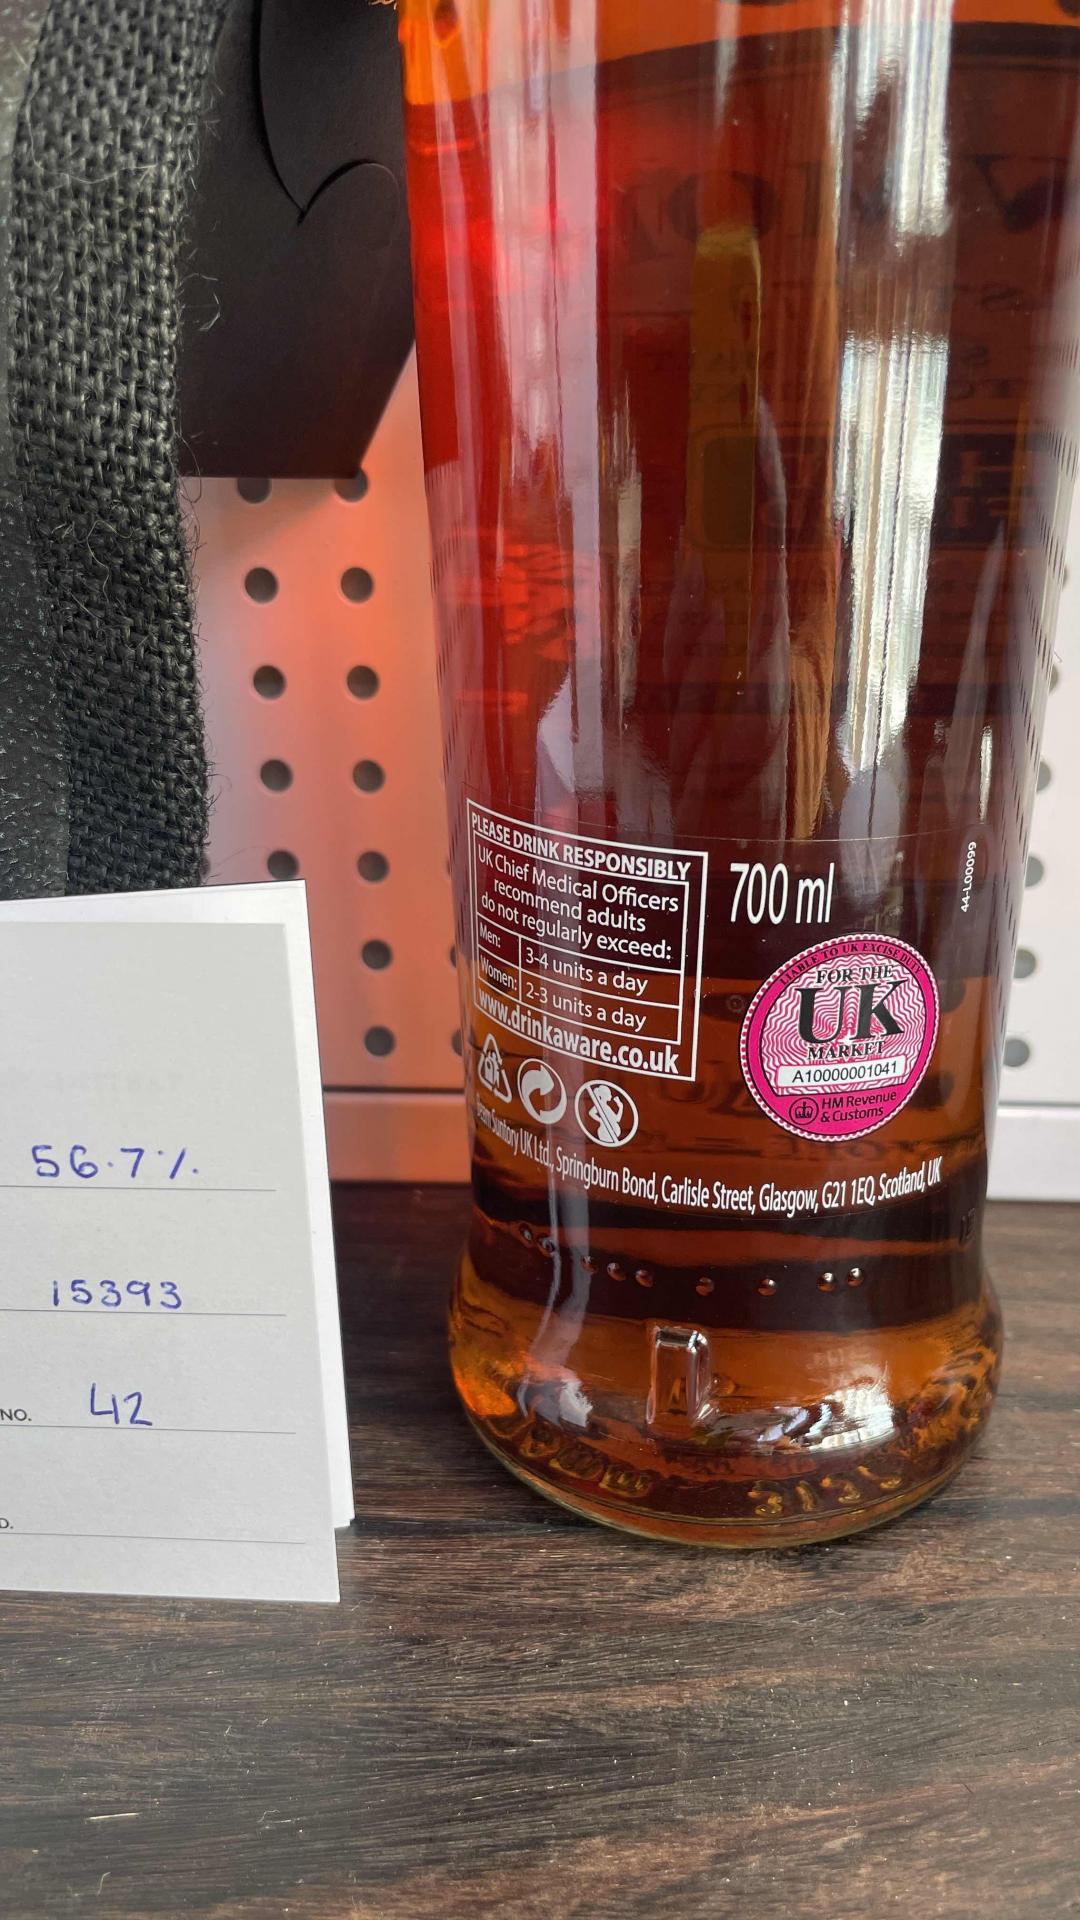 PLEASE DRINK RESPONSIBLY
UK Chief Medical Officers
recommend adults
do not regularly exceed:
Men: 3-4 units a day
Women: 2-3 units a day
www.drinkaware.co.uk
700 ml
44-L00099
LIABLE TO UK EXCISE DUTY
FOR THE
UK
MARKET
A10000001041
HM Revenue
& Customs
Beam Suntory UK Ltd., Springburn Bond, Carlisle Street, Glasgow, G21 1EQ, Scotland, UK
56.7%
15393
NO. 42
D.